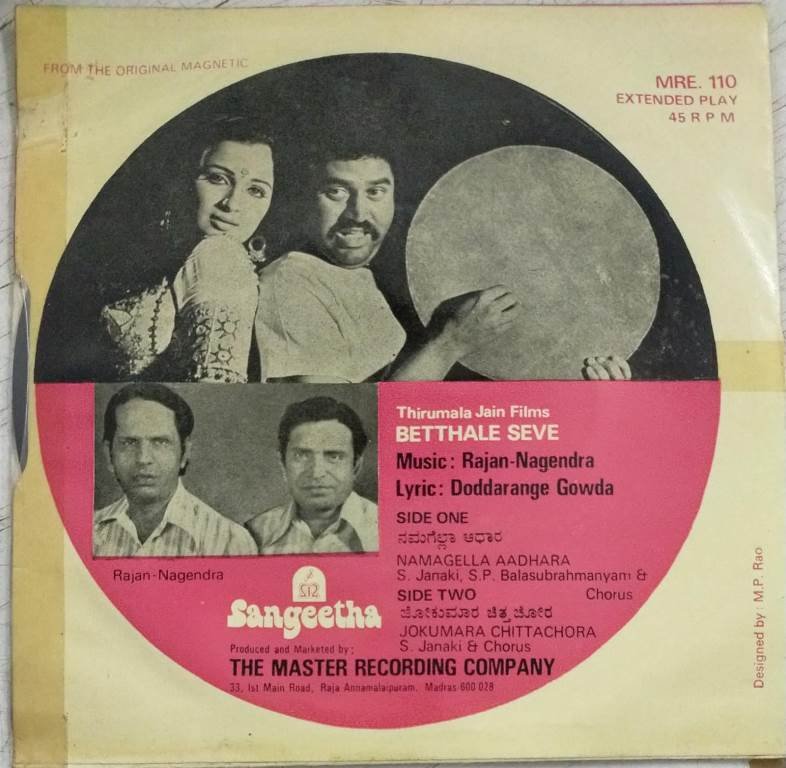 FROM THE ORIGINAL MAGNETIC
MRE. 110
EXTENDED PLAY
45 R P M
Thirumala Jain Films
BETTHALE SEVE
Music: Rajan-Nagendra
Lyric: Doddarange Gowda
SIDE ONE
ನಮಗೆಲ್ಲಾ ಆಧಾರ
NAMAGELLA AADHARA
S. Janaki, S.P. Balasubrahmanyam &
Chorus
SIDE TWO
ಜೋಕುಮಾರ ಚಿತ್ತ ಚೋರ
JOKUMARA CHITTACHORA
S. Janaki & Chorus
Rajan-Nagendra
Sangeetha
Produced and Marketed by;
THE MASTER RECORDING COMPANY
33, Ist Main Road, Raja Annamalaipuram, Madras-600 028
Designed by : M.P. Rao